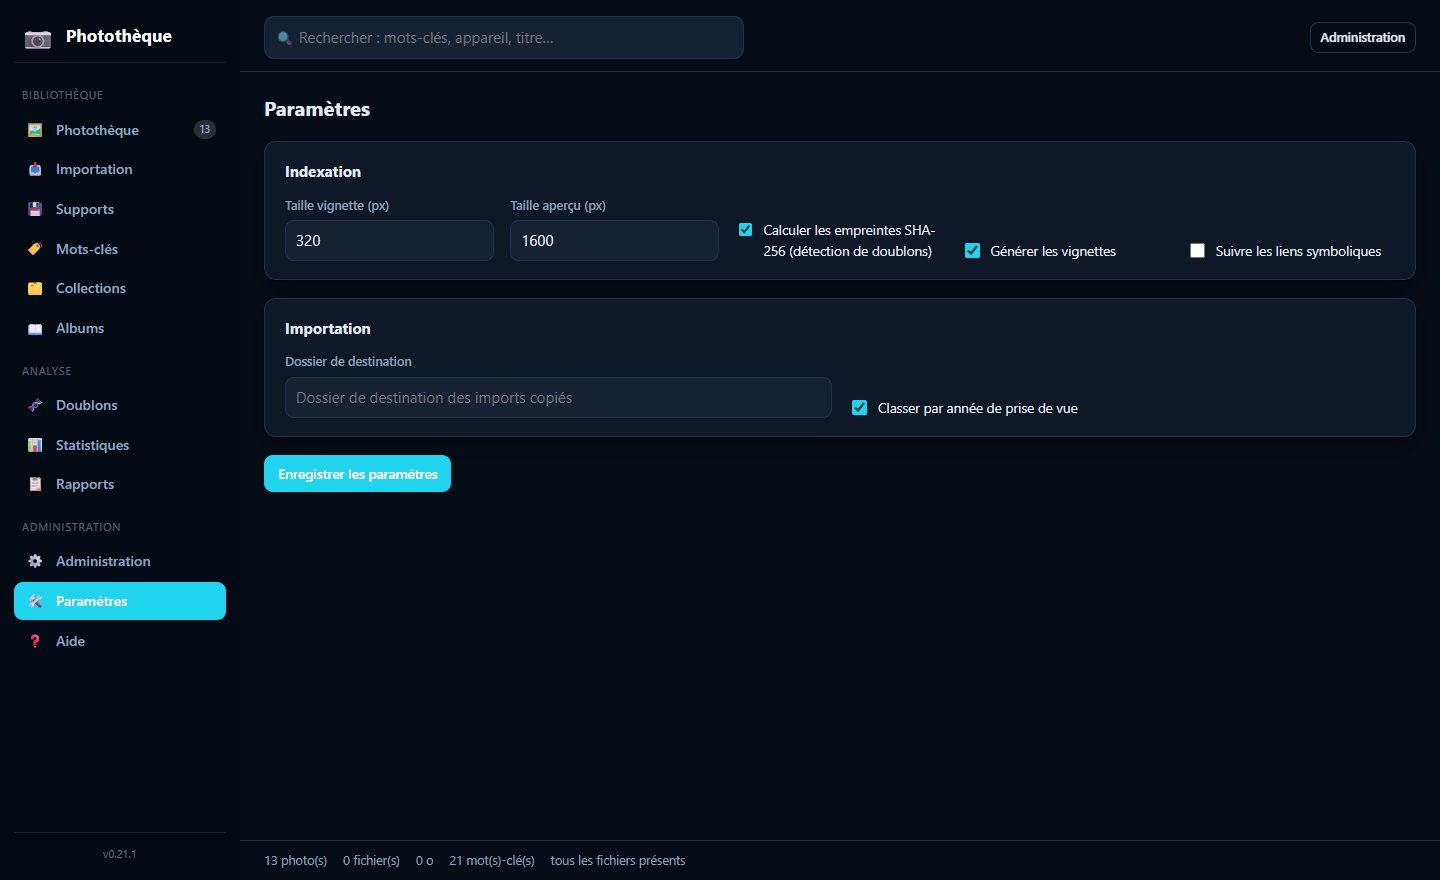 Photothèque
Rechercher : mots-clés, appareil, titre...
Administration
BIBLIOTHÈQUE
Photothèque 13
Importation
Supports
Mots-clés
Collections
Albums
ANALYSE
Doublons
Statistiques
Rapports
ADMINISTRATION
Administration
Paramètres
Aide
v0.21.1
Paramètres
Indexation
Taille vignette (px)
320
Taille aperçu (px)
1600
Calculer les empreintes SHA-
256 (détection de doublons)
Générer les vignettes
Suivre les liens symboliques
Importation
Dossier de destination
Dossier de destination des imports copiés
Classer par année de prise de vue
Enregistrer les paramètres
13 photo(s) 0 fichier(s) 0 o 21 mot(s)-clé(s) tous les fichiers présents